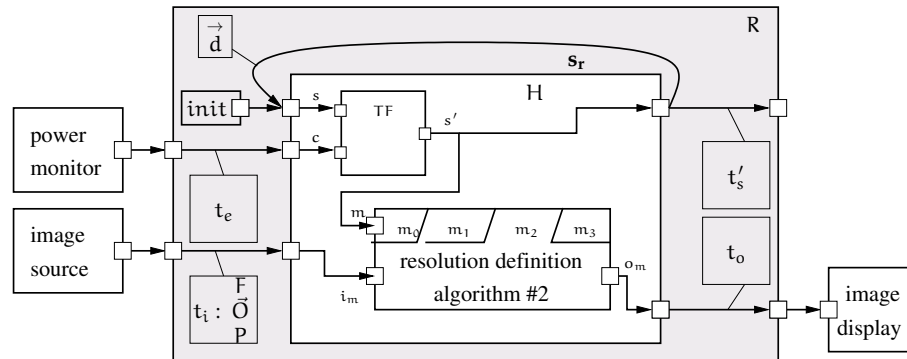 R
→
d
s_r
H
init
s
TF
s′
power
monitor
c
t_e
t′_s
m
m_0 m_1 m_2 m_3
image
source
resolution definition
algorithm #2
i_m
o_m
t_o
F
t_i : O⃗
P
image
display